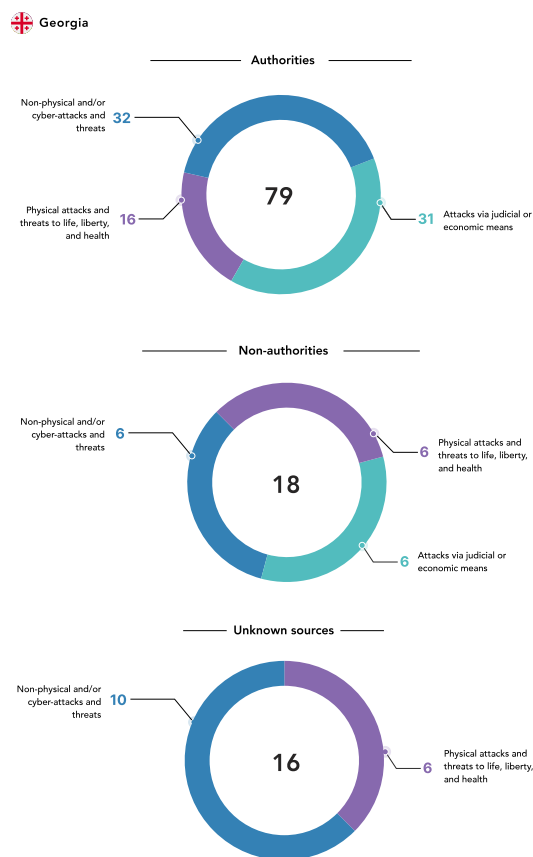 Georgia
Authorities
Non-physical and/or
cyber-attacks and
threats
32
79
Physical attacks and
threats to life, liberty,
and health
16
31
Attacks via judicial or
economic means
Non-authorities
Non-physical and/or
cyber-attacks and
threats
6
6
Physical attacks and
threats to life, liberty,
and health
18
6
Attacks via judicial or
economic means
Unknown sources
Non-physical and/or
cyber-attacks and
threats
10
16
6
Physical attacks and
threats to life, liberty,
and health